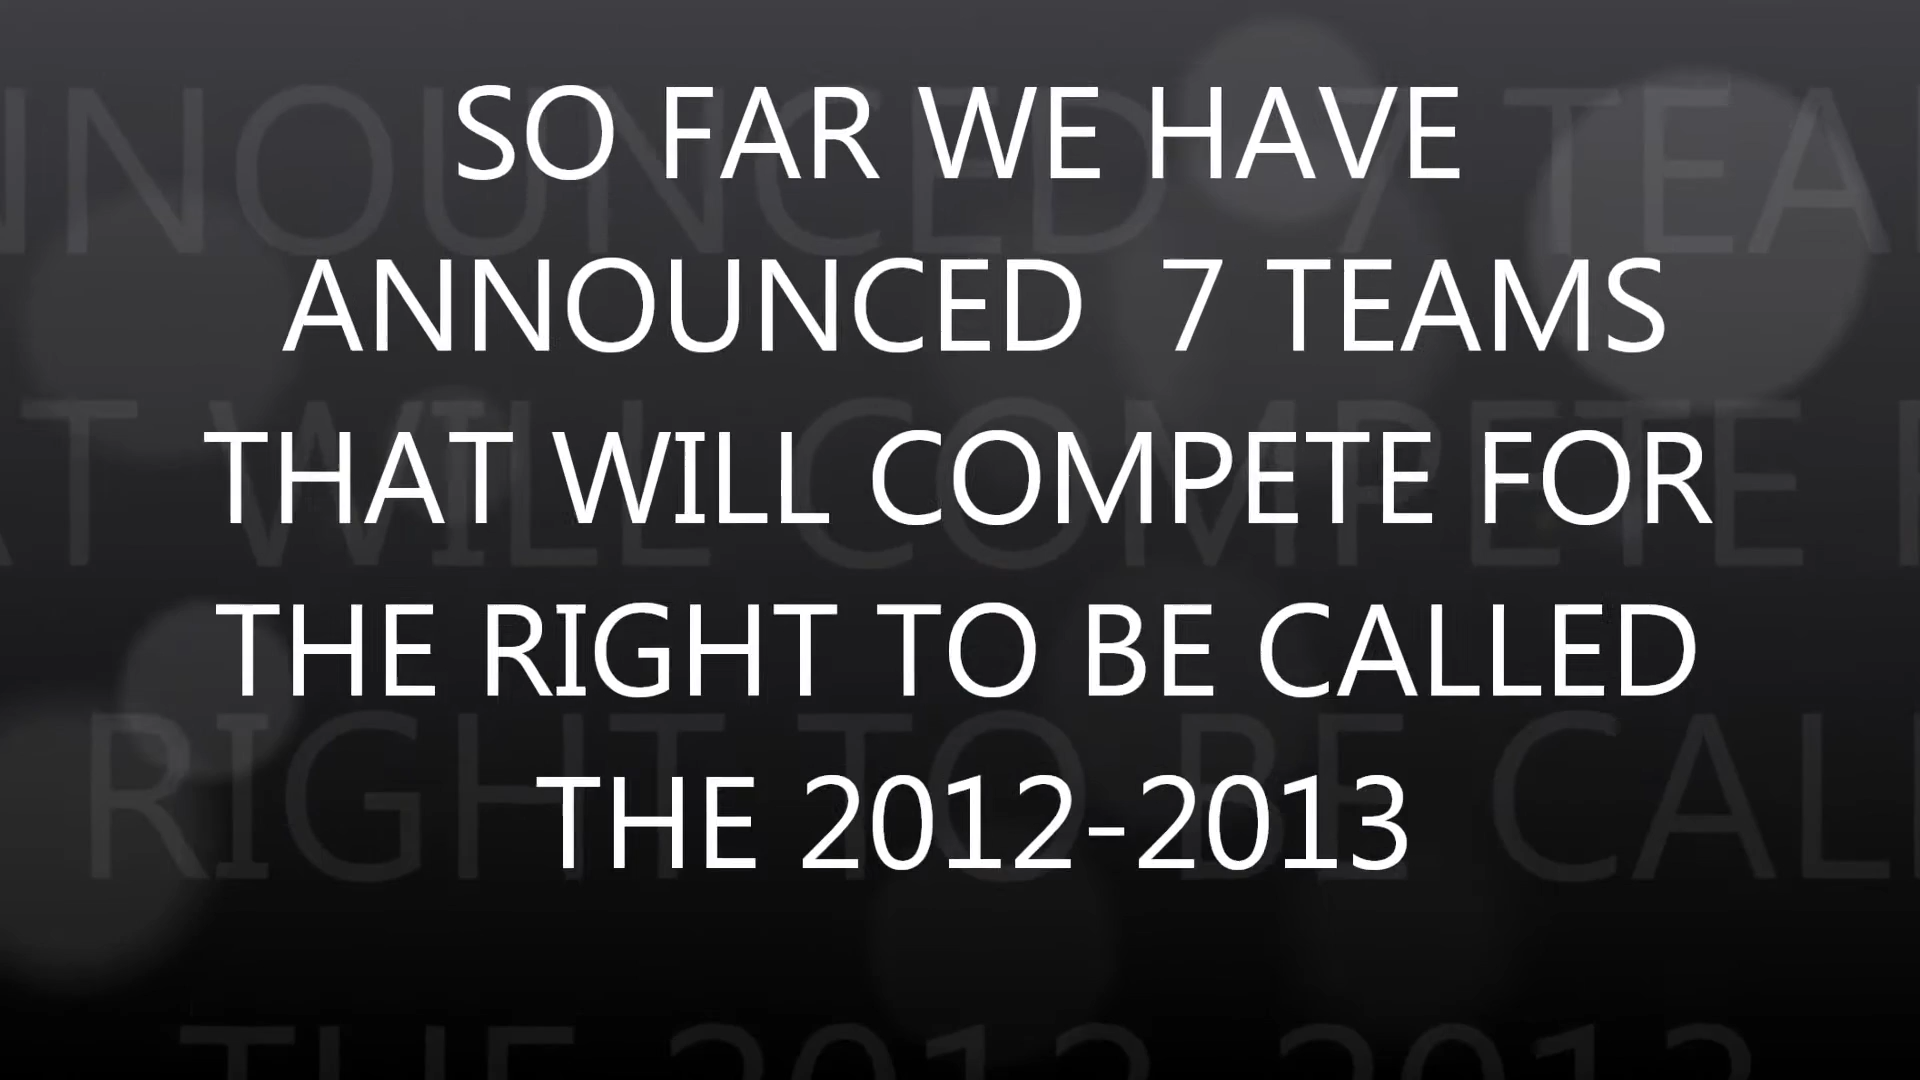 SO FAR WE HAVE
ANNOUNCED  7 TEAMS
THAT WILL COMPETE FOR
THE RIGHT TO BE CALLED
THE 2012-2013